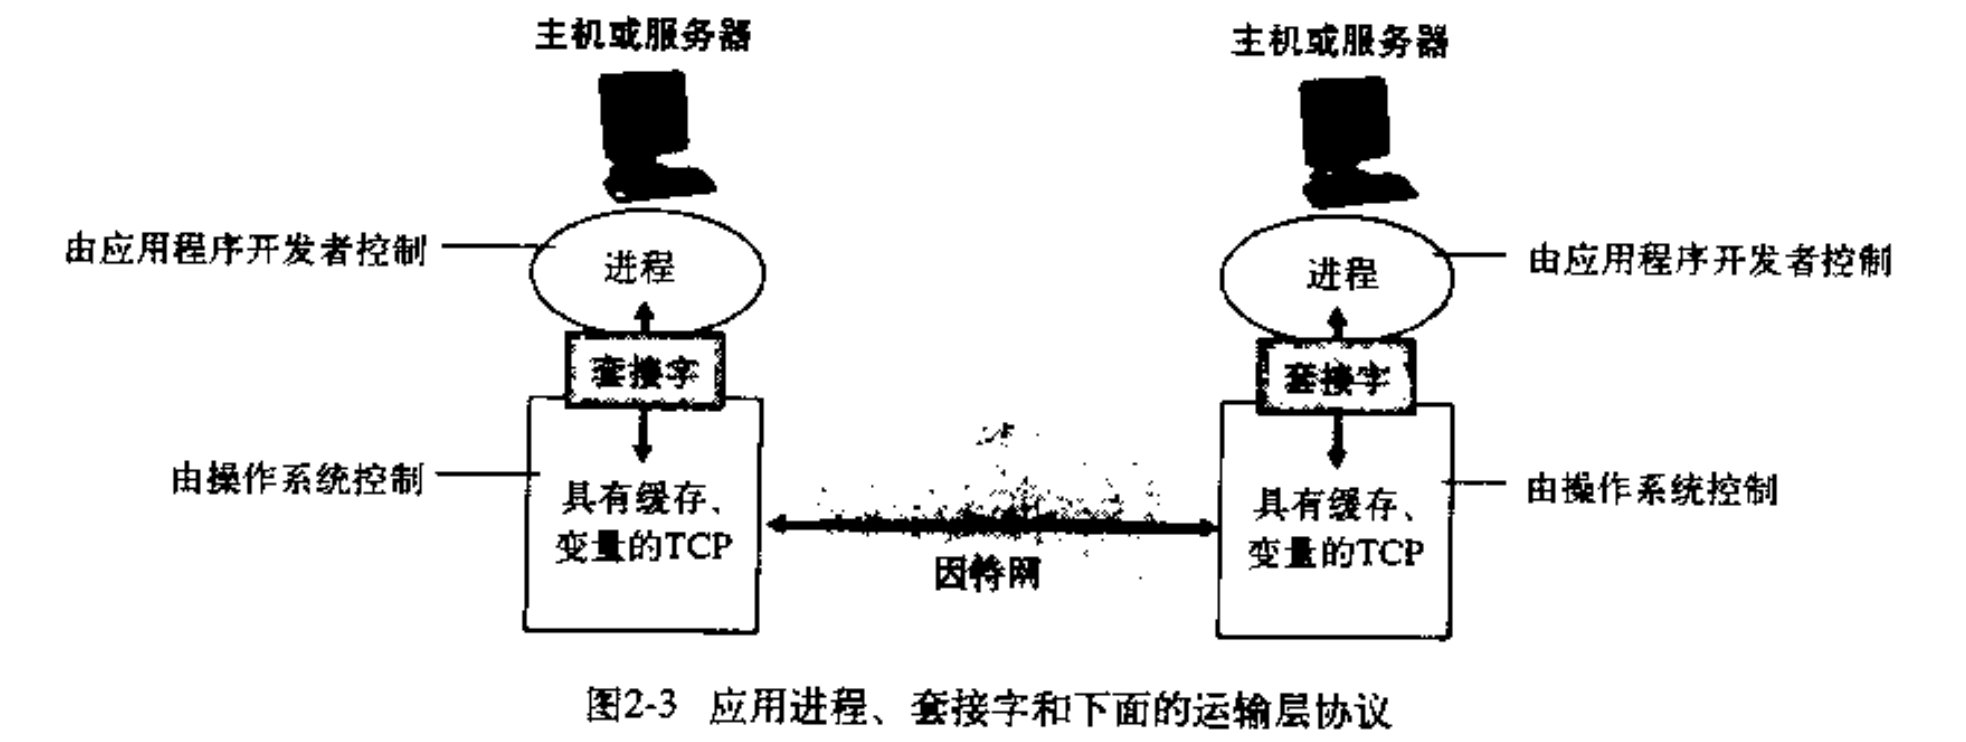 主机或服务器
主机或服务器
由应用程序开发者控制
进程
进程
由应用程序开发者控制
套接字
套接字
由操作系统控制
具有缓存、
变量的TCP
因特网
具有缓存、
变量的TCP
由操作系统控制
图2-3 应用进程、套接字和下面的运输层协议